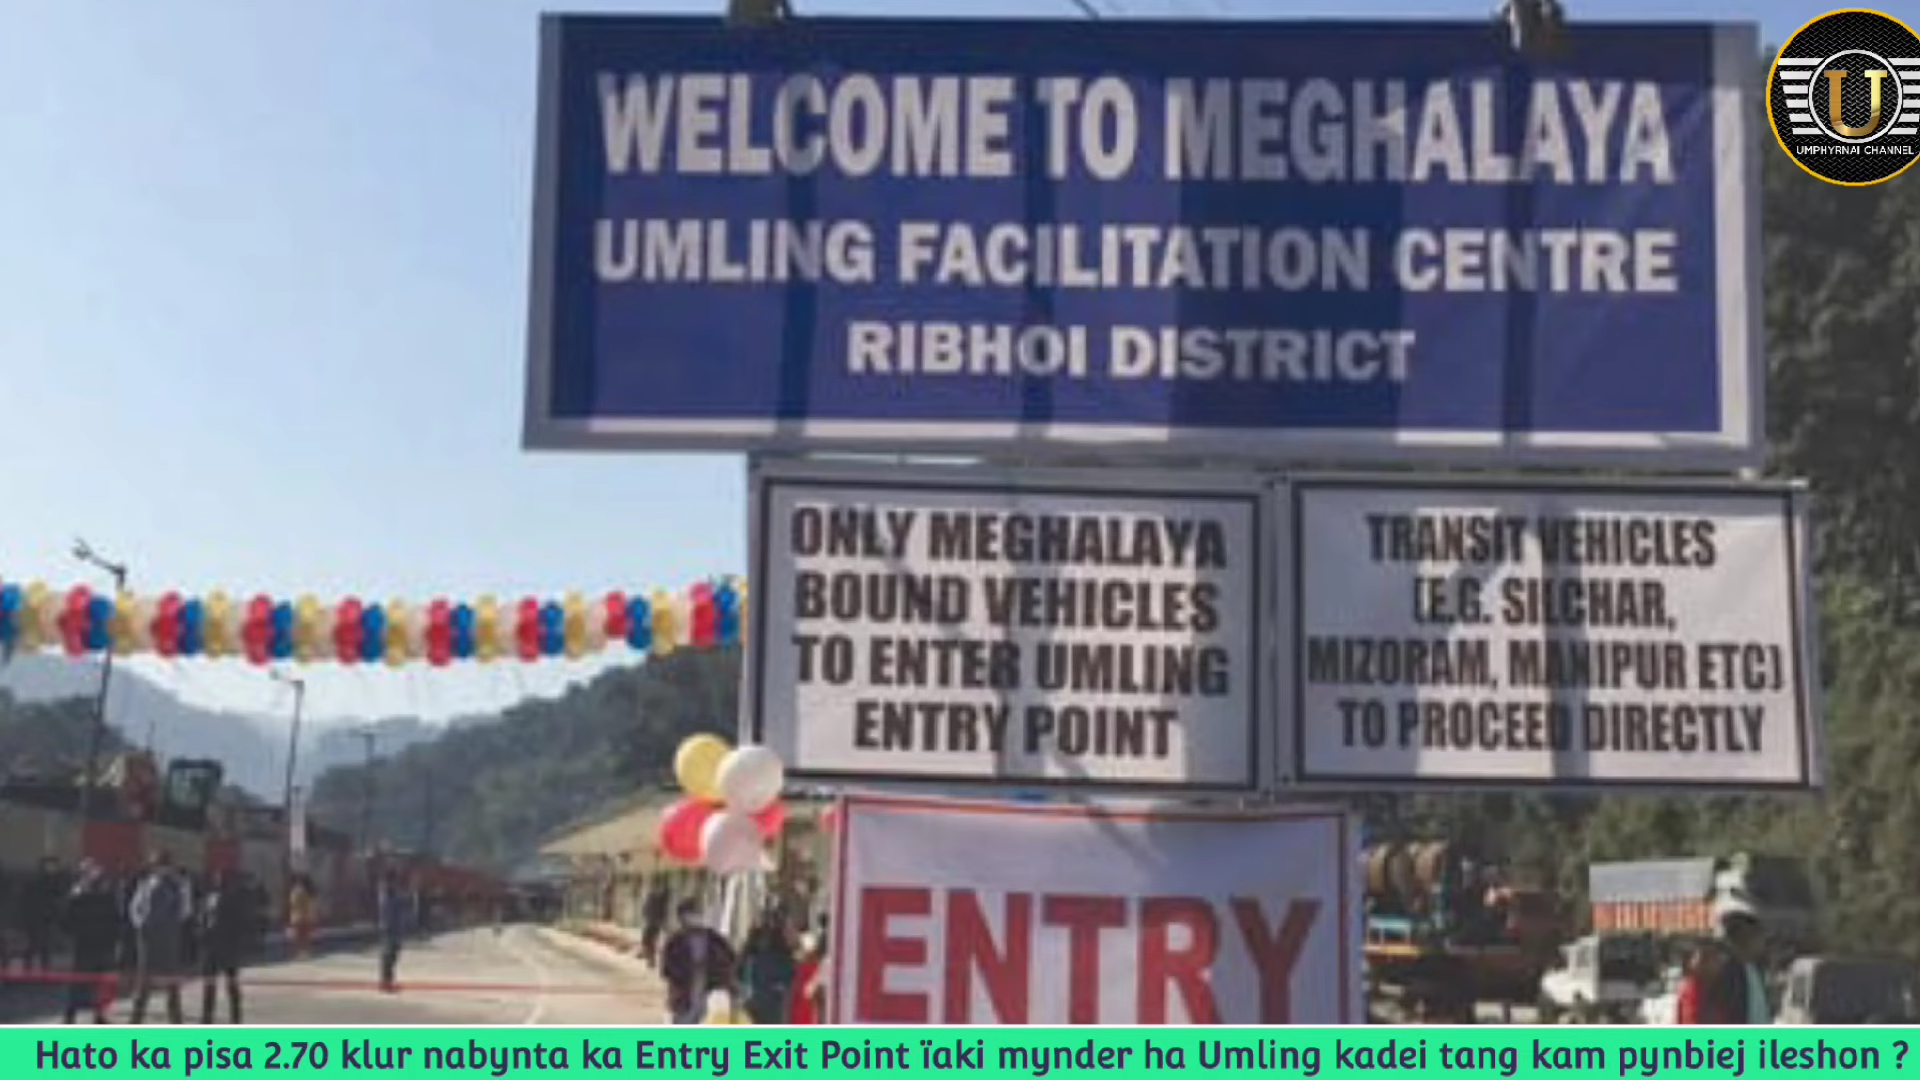 WELCOME TO MEGHALAYA
UMLING FACILITATION CENTRE
RIBHOI DISTRICT
ONLY MEGHALAYA
BOUND VEHICLES
TO ENTER UMLING
ENTRY POINT
TRANSIT VEHICLES
(E.G. SILCHAR,
MIZORAM, MANIPUR ETC)
TO PROCEED DIRECTLY
ENTRY
U
UMPHYRNAI CHANNEL
Hato ka pisa 2.70 klur nabynta ka Entry Exit Point ïaki mynder ha Umling kadei tang kam pynbiej ileshon ?